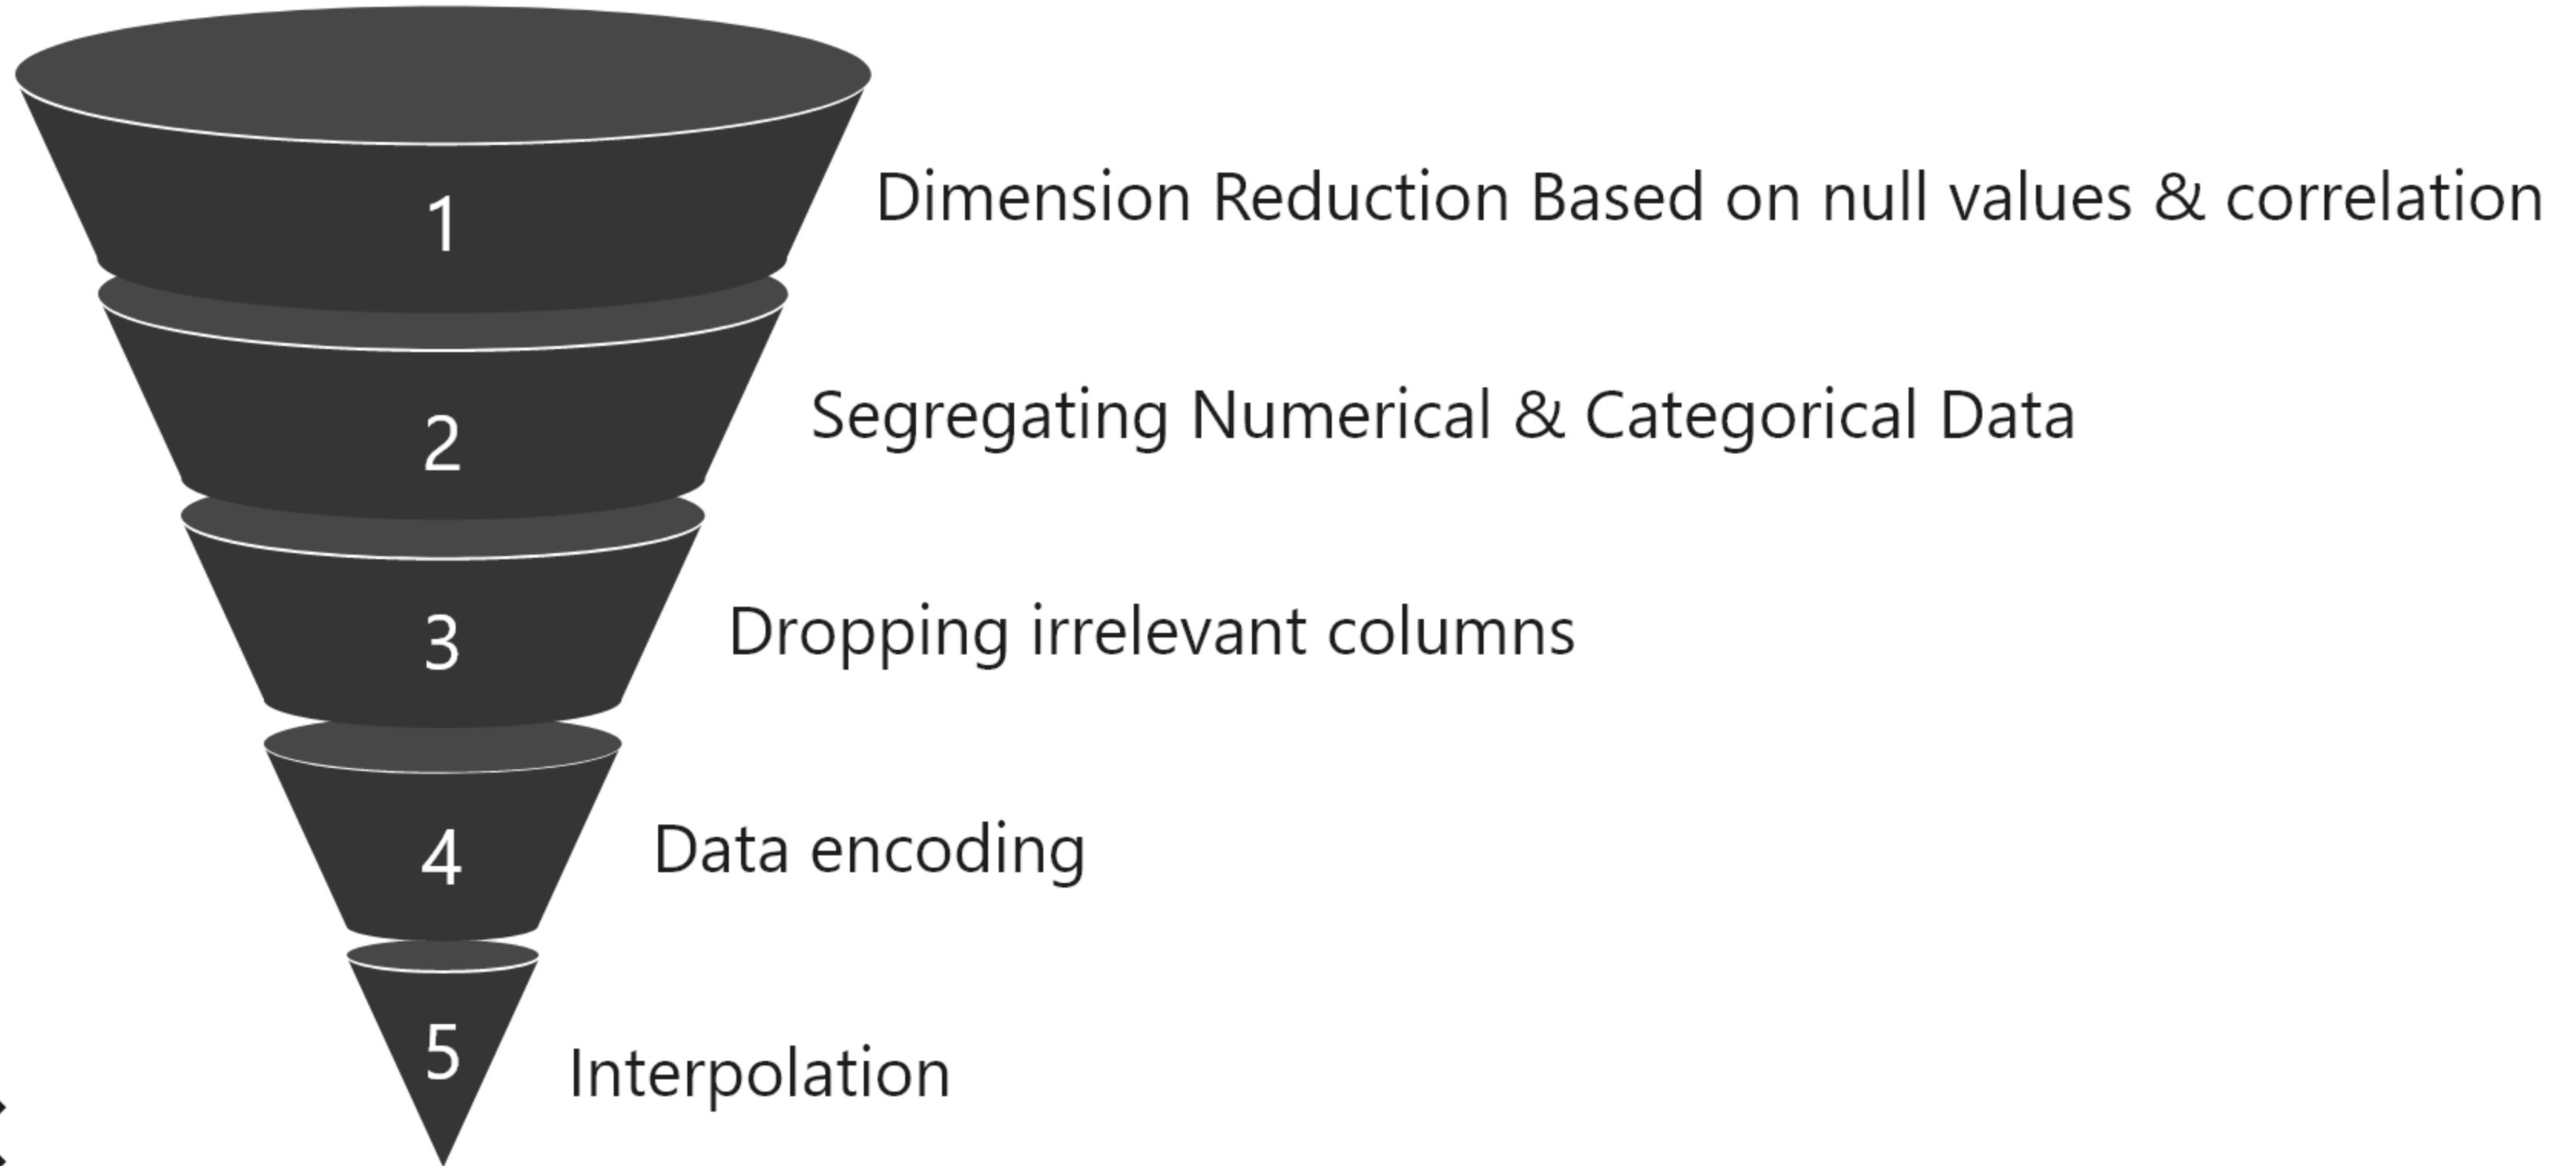 1
Dimension Reduction Based on null values & correlation
2
Segregating Numerical & Categorical Data
3
Dropping irrelevant columns
4
Data encoding
5
Interpolation